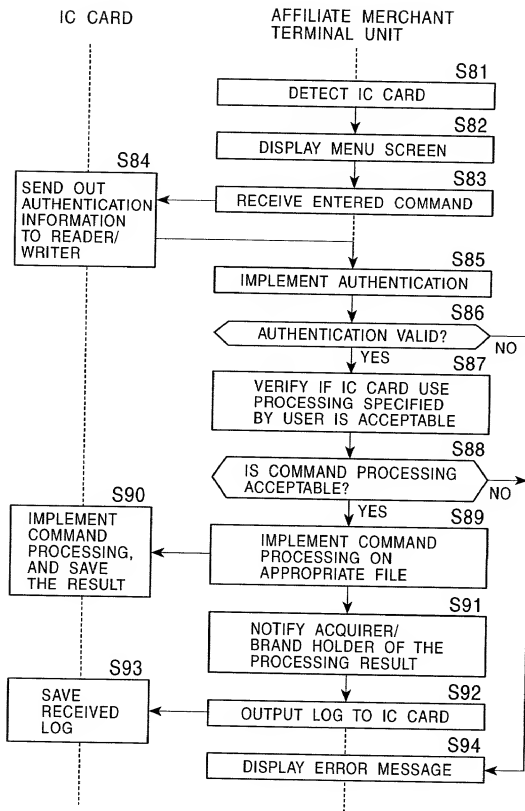 IC CARD
AFFILIATE MERCHANT
TERMINAL UNIT
S81
DETECT IC CARD
S82
DISPLAY MENU SCREEN
S83
RECEIVE ENTERED COMMAND
S84
SEND OUT
AUTHENTICATION
INFORMATION
TO READER/
WRITER
S85
IMPLEMENT AUTHENTICATION
S86
AUTHENTICATION VALID?
NO
YES
S87
VERIFY IF IC CARD USE
PROCESSING SPECIFIED
BY USER IS ACCEPTABLE
S88
IS COMMAND PROCESSING
ACCEPTABLE?
NO
YES
S89
IMPLEMENT COMMAND
PROCESSING ON
APPROPRIATE FILE
S90
IMPLEMENT
COMMAND
PROCESSING,
AND SAVE
THE RESULT
S91
NOTIFY ACQUIRER/
BRAND HOLDER OF THE
PROCESSING RESULT
S92
OUTPUT LOG TO IC CARD
S93
SAVE
RECEIVED
LOG
S94
DISPLAY ERROR MESSAGE